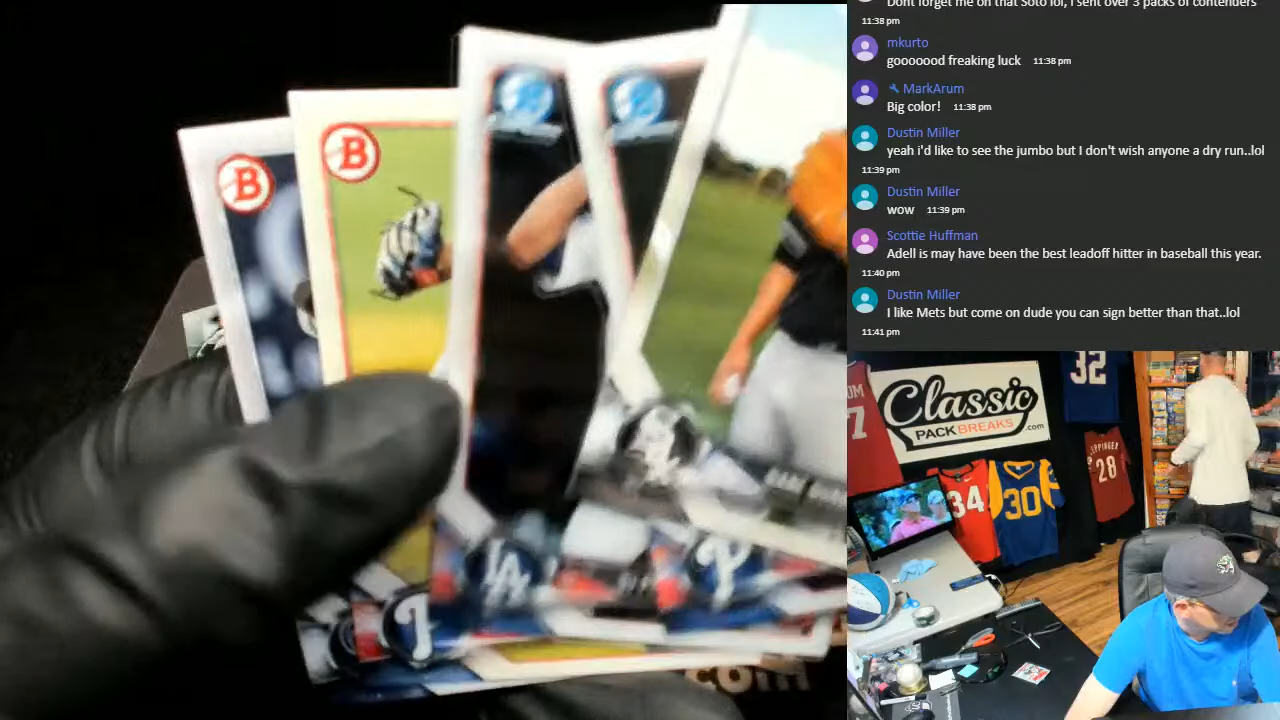 Dont forget me on that Soto lol, I sent over 3 packs of contenders
11:38 pm
mkurto
gooooood freaking luck 11:38 pm
MarkArum
Big color! 11:38 pm
Dustin Miller
yeah i'd like to see the jumbo but I don't wish anyone a dry run..lol
11:39 pm
Dustin Miller
wow 11:39 pm
Scottie Huffman
Adell is may have been the best leadoff hitter in baseball this year.
11:40 pm
Dustin Miller
I like Mets but come on dude you can sign better than that..lol
11:41 pm
B
B
LA
P
T
.com
32
7
Classic
PACK BREAKS.com
34
30
28